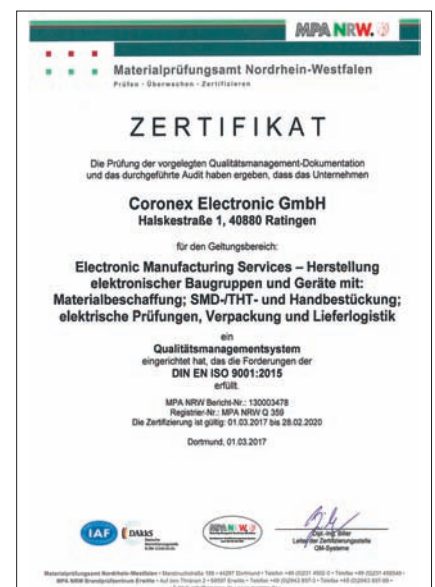 MPA NRW.
Materialprüfungsamt Nordrhein-Westfalen
Prüfen · Überwachen · Zertifizieren
ZERTIFIKAT
Die Prüfung der vorgelegten Qualitätsmanagement-Dokumentation
und das durchgeführte Audit haben ergeben, dass das Unternehmen
Coronex Electronic GmbH
Halskestraße 1, 40880 Ratingen
für den Geltungsbereich:
Electronic Manufacturing Services – Herstellung
elektronischer Baugruppen und Geräte mit:
Materialbeschaffung; SMD-/THT- und Handbestückung;
elektrische Prüfungen, Verpackung und Lieferlogistik
ein
Qualitätsmanagementsystem
eingerichtet hat, das die Forderungen der
DIN EN ISO 9001:2015
erfüllt.
MPA NRW Bericht-Nr.: 130003478
Registrier-Nr.: MPA NRW Q 359
Die Zertifizierung ist gültig: 01.03.2017 bis 28.02.2020
Dortmund, 01.03.2017
IAF
DAkkS
MPA NRW
Leiter der Zertifizierungsstelle
QM-Systeme